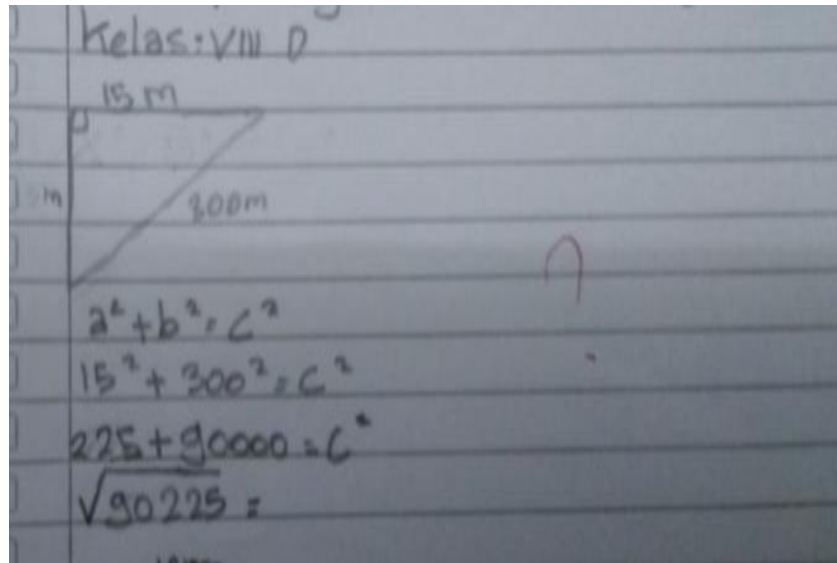 Kelas: VIII D
15 m
m
300m
a² + b² = c²
15² + 300² = c²
225 + 90000 = c²
√90225 =
?